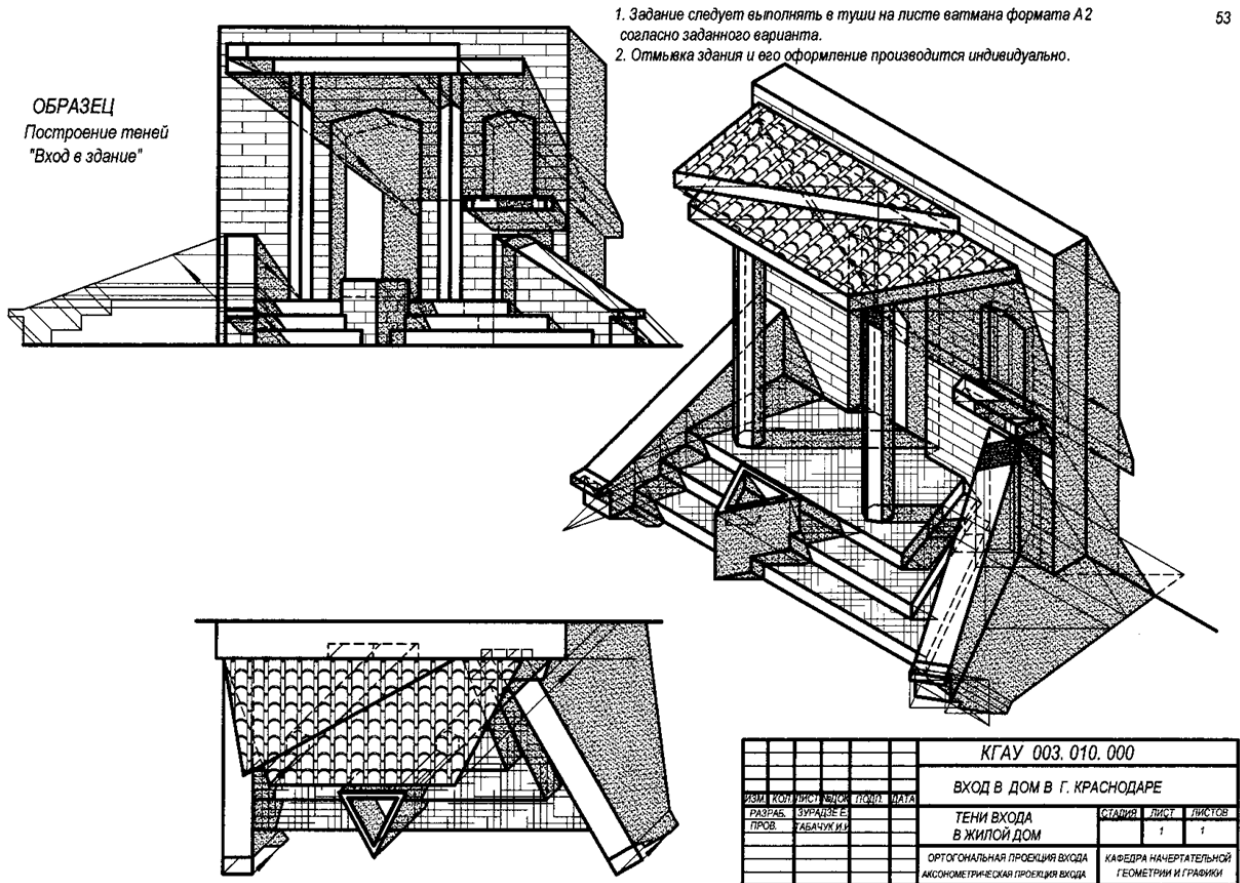 1. Задание следует выполнять в туши на листе ватмана формата А2
согласно заданного варианта.
2. Отмывка здания и его оформление производится индивидуально.
53
ОБРАЗЕЦ
Построение теней
"Вход в здание"
КГАУ 003. 010. 000
ВХОД В ДОМ В Г. КРАСНОДАРЕ
ИЗМ. КОЛ. ЛИСТ №ДОК ПОДП. ДАТА
РАЗРАБ. ЗУРАДЗЕ Е.
ПРОВ. ТАБАЧУК И.И
ТЕНИ ВХОДА
В ЖИЛОЙ ДОМ
СТАДИЯ ЛИСТ ЛИСТОВ
1 1
ОРТОГОНАЛЬНАЯ ПРОЕКЦИЯ ВХОДА
АКСОНОМЕТРИЧЕСКАЯ ПРОЕКЦИЯ ВХОДА
КАФЕДРА НАЧЕРТАТЕЛЬНОЙ
ГЕОМЕТРИИ И ГРАФИКИ